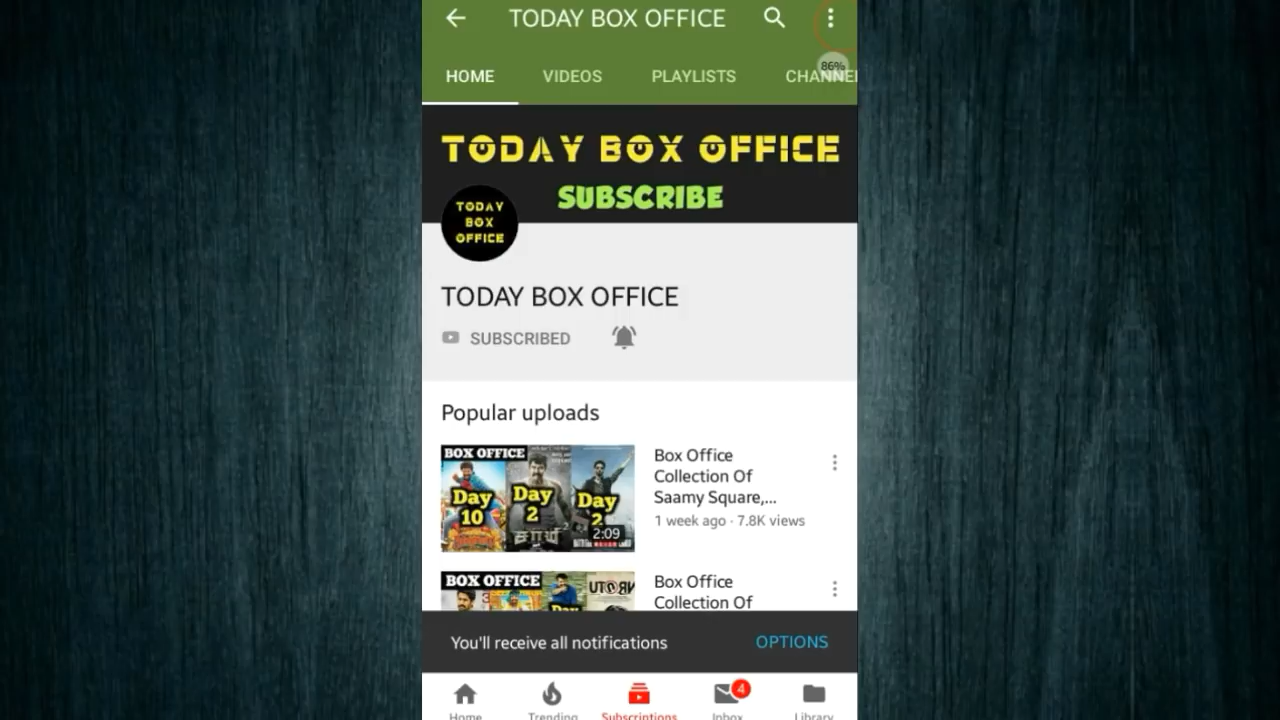 TODAY BOX OFFICE
86%
HOME VIDEOS PLAYLISTS CHANNEL
TODAY BOX OFFICE
SUBSCRIBE
TODAY
BOX
OFFICE
TODAY BOX OFFICE
SUBSCRIBED
Popular uploads
BOX OFFICE
Day
10
Day
2
Day
2
சாமி
2:09
Box Office
Collection Of
Saamy Square,...
1 week ago · 7.8K views
BOX OFFICE
Day
Box Office
Collection Of
You'll receive all notifications
OPTIONS
4
Home Trending Subscriptions Inbox Library